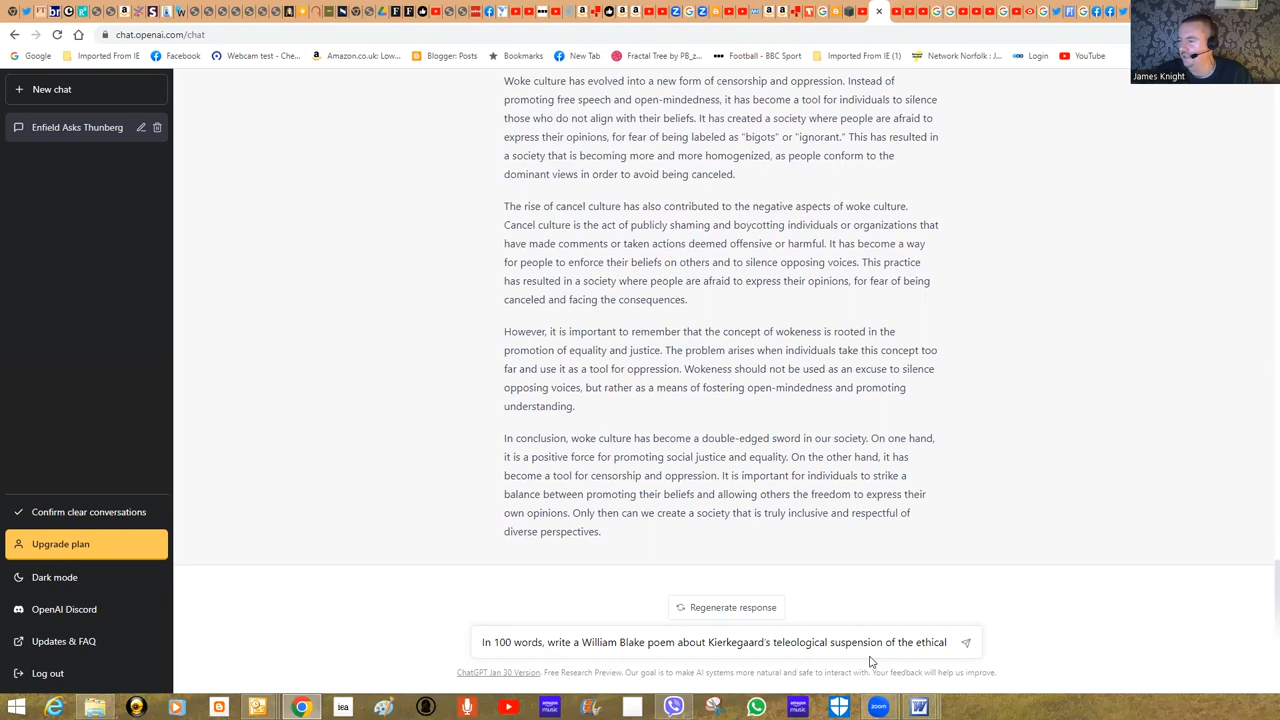 chat.openai.com/chat
Google
Imported From IE
Facebook
Webcam test - Che...
Amazon.co.uk: Low...
Blogger: Posts
Bookmarks
New Tab
Fractal Tree by PB_z...
Football - BBC Sport
Imported From IE (1)
Network Norfolk : J...
Login
YouTube
James Knight
New chat
Enfield Asks Thunberg
Woke culture has evolved into a new form of censorship and oppression. Instead of
promoting free speech and open-mindedness, it has become a tool for individuals to silence
those who do not align with their beliefs. It has created a society where people are afraid to
express their opinions, for fear of being labeled as "bigots" or "ignorant." This has resulted in
a society that is becoming more and more homogenized, as people conform to the
dominant views in order to avoid being canceled.
The rise of cancel culture has also contributed to the negative aspects of woke culture.
Cancel culture is the act of publicly shaming and boycotting individuals or organizations that
have made comments or taken actions deemed offensive or harmful. It has become a way
for people to enforce their beliefs on others and to silence opposing voices. This practice
has resulted in a society where people are afraid to express their opinions, for fear of being
canceled and facing the consequences.
However, it is important to remember that the concept of wokeness is rooted in the
promotion of equality and justice. The problem arises when individuals take this concept too
far and use it as a tool for oppression. Wokeness should not be used as an excuse to silence
opposing voices, but rather as a means of fostering open-mindedness and promoting
understanding.
In conclusion, woke culture has become a double-edged sword in our society. On one hand,
it is a positive force for promoting social justice and equality. On the other hand, it has
become a tool for censorship and oppression. It is important for individuals to strike a
balance between promoting their beliefs and allowing others the freedom to express their
own opinions. Only then can we create a society that is truly inclusive and respectful of
diverse perspectives.
Confirm clear conversations
Upgrade plan
Dark mode
OpenAI Discord
Updates & FAQ
Log out
Regenerate response
In 100 words, write a William Blake poem about Kierkegaard's teleological suspension of the ethical
ChatGPT Jan 30 Version. Free Research Preview. Our goal is to make AI systems more natural and safe to interact with. Your feedback will help us improve.
iea
amazon music
amazon music
zoom